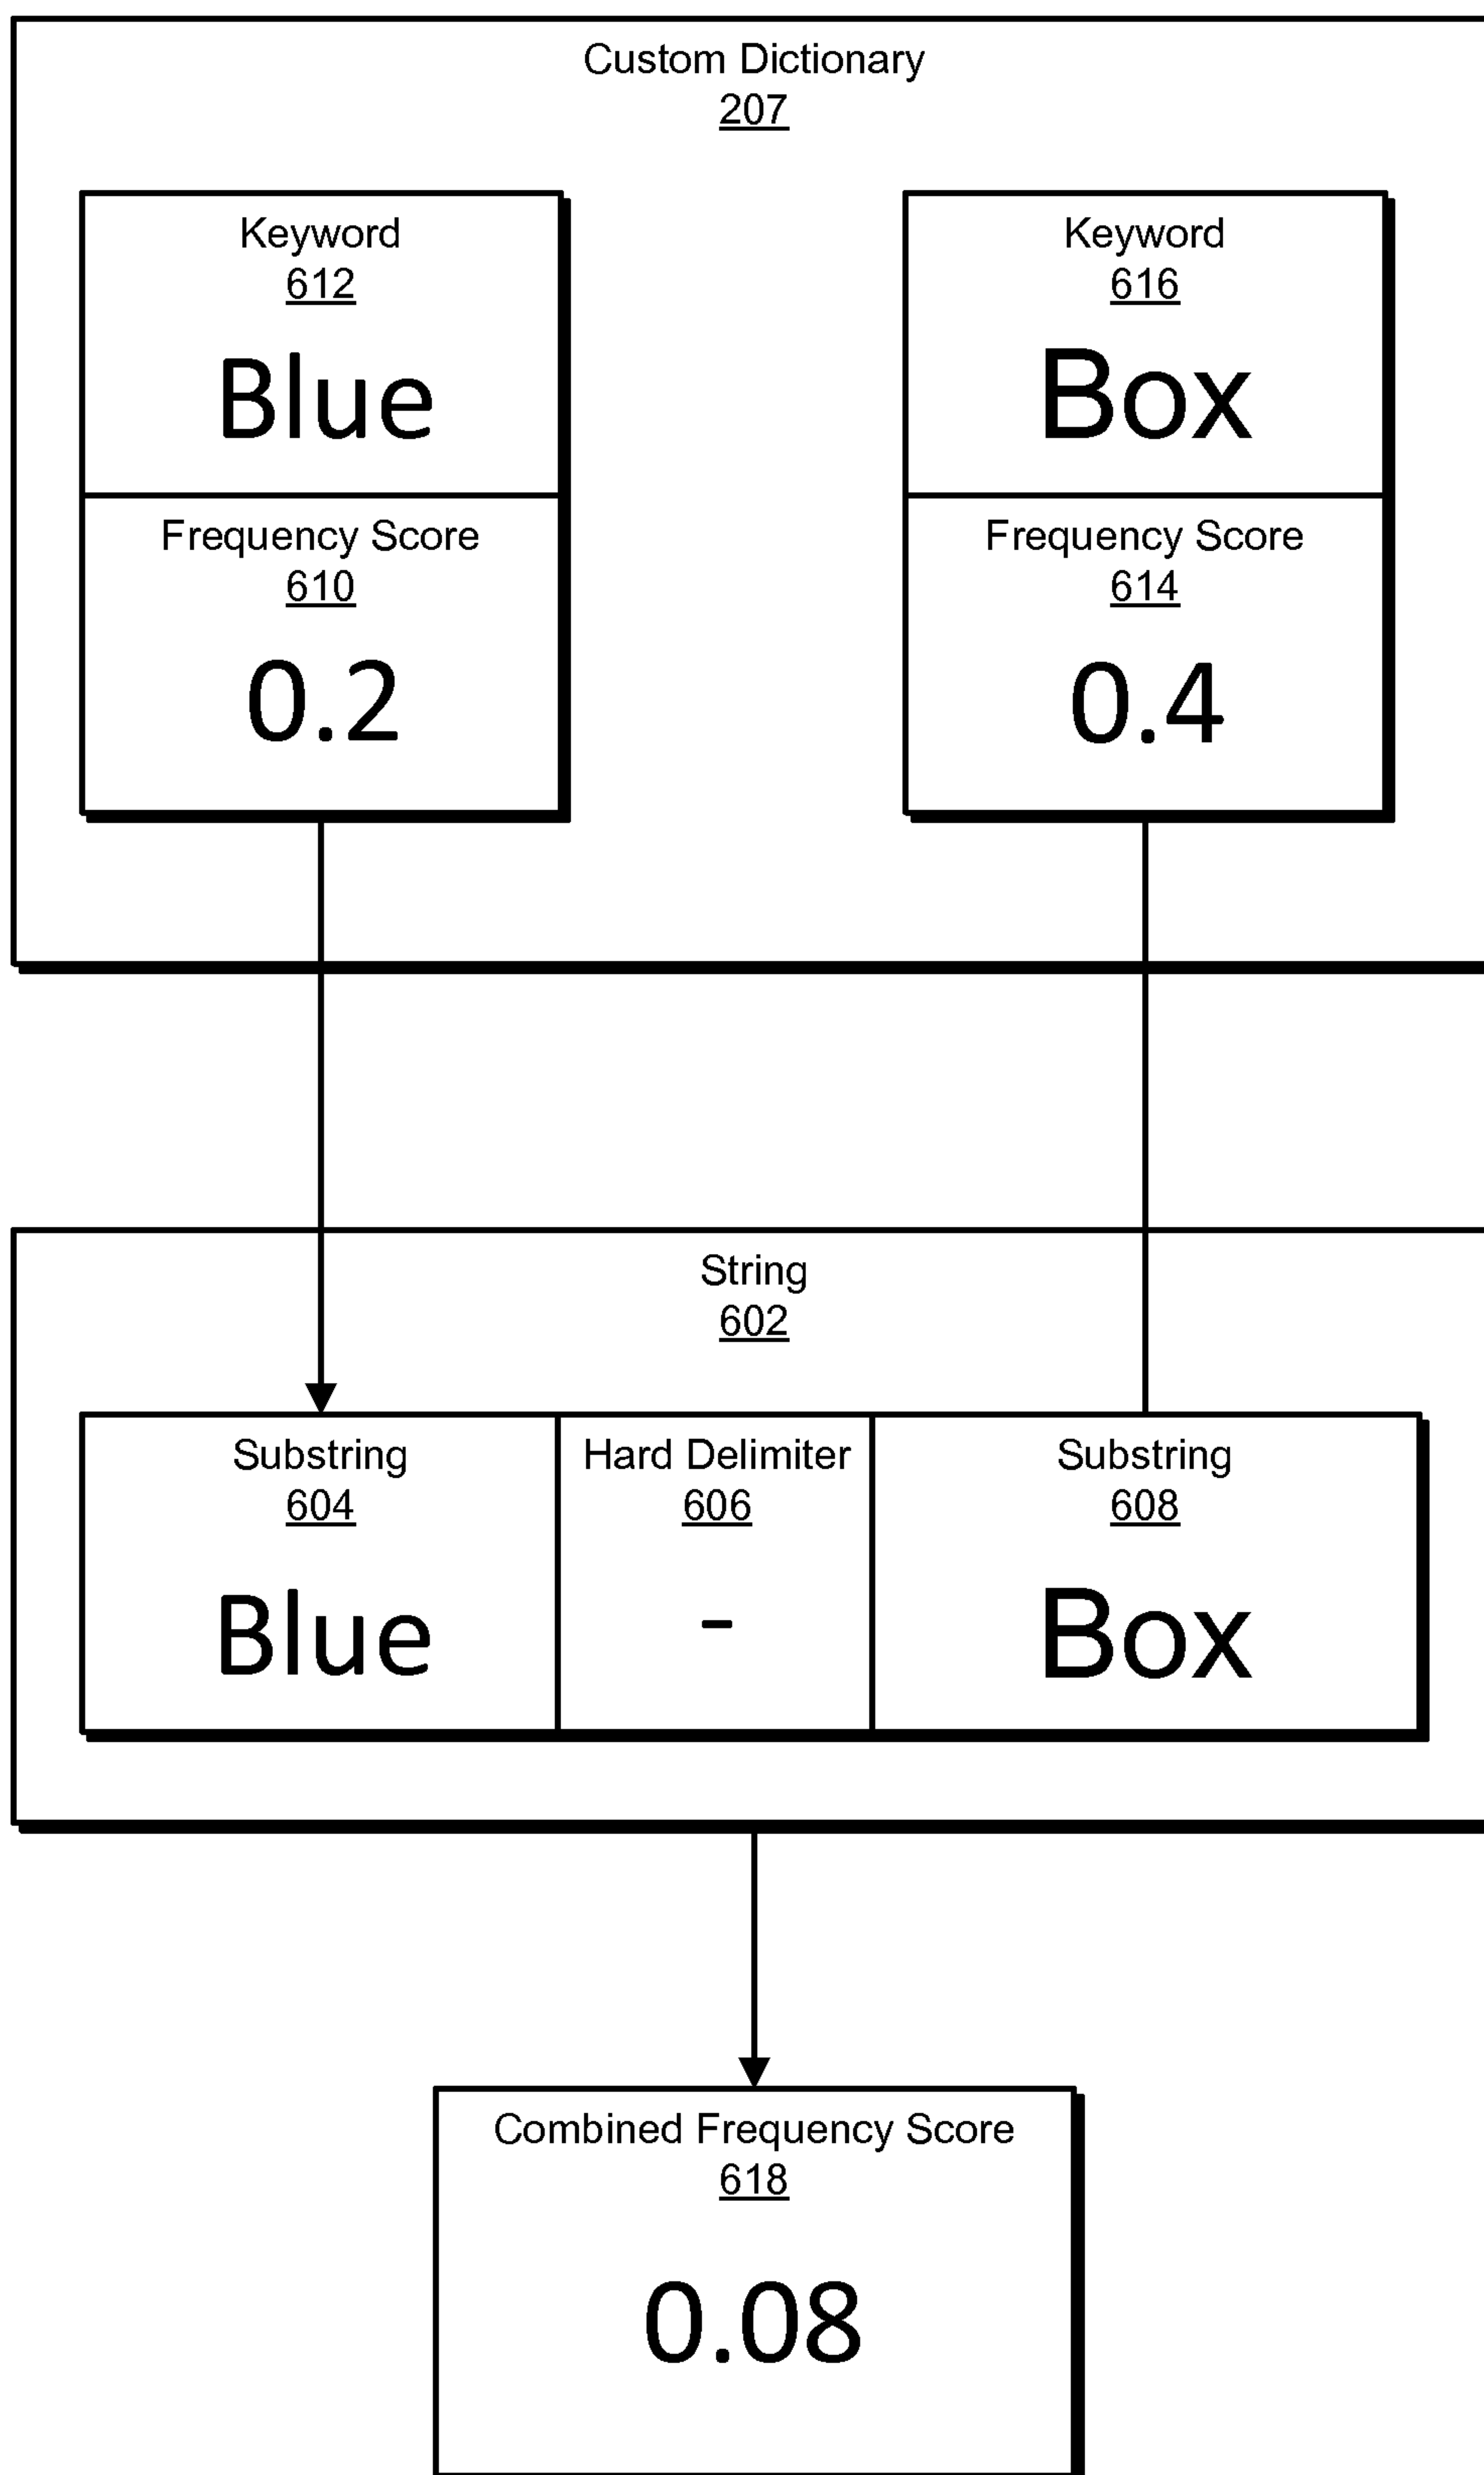 Custom Dictionary
207
Keyword
612
Blue
Frequency Score
610
0.2
Keyword
616
Box
Frequency Score
614
0.4
String
602
Substring
604
Blue
Hard Delimiter
606
-
Substring
608
Box
Combined Frequency Score
618
0.08